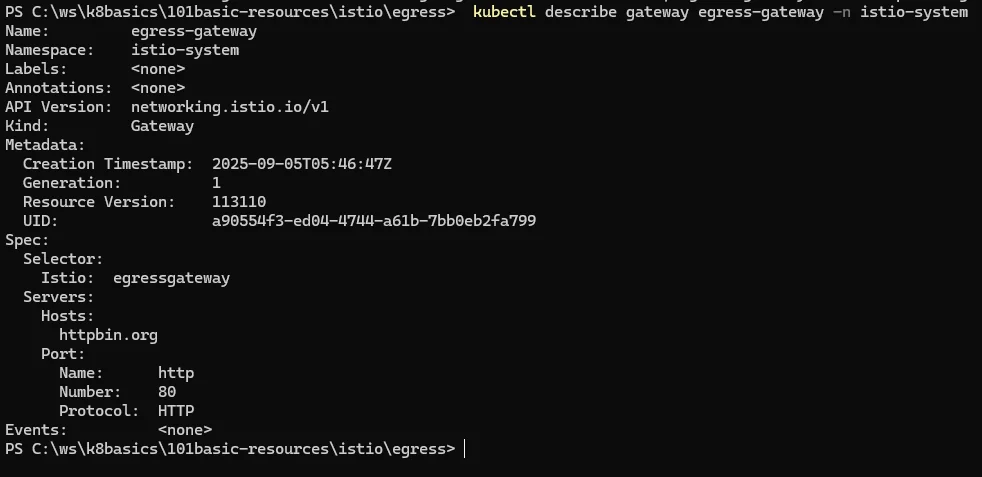 PS C:\ws\k8basics\101basic-resources\istio\egress>  kubectl describe gateway egress-gateway -n istio-system
Name:         egress-gateway
Namespace:    istio-system
Labels:       <none>
Annotations:  <none>
API Version:  networking.istio.io/v1
Kind:         Gateway
Metadata:
  Creation Timestamp:  2025-09-05T05:46:47Z
  Generation:          1
  Resource Version:    113110
  UID:                 a90554f3-ed04-4744-a61b-7bb0eb2fa799
Spec:
  Selector:
    Istio:  egressgateway
  Servers:
    Hosts:
      httpbin.org
    Port:
      Name:      http
      Number:    80
      Protocol:  HTTP
Events:          <none>
PS C:\ws\k8basics\101basic-resources\istio\egress>